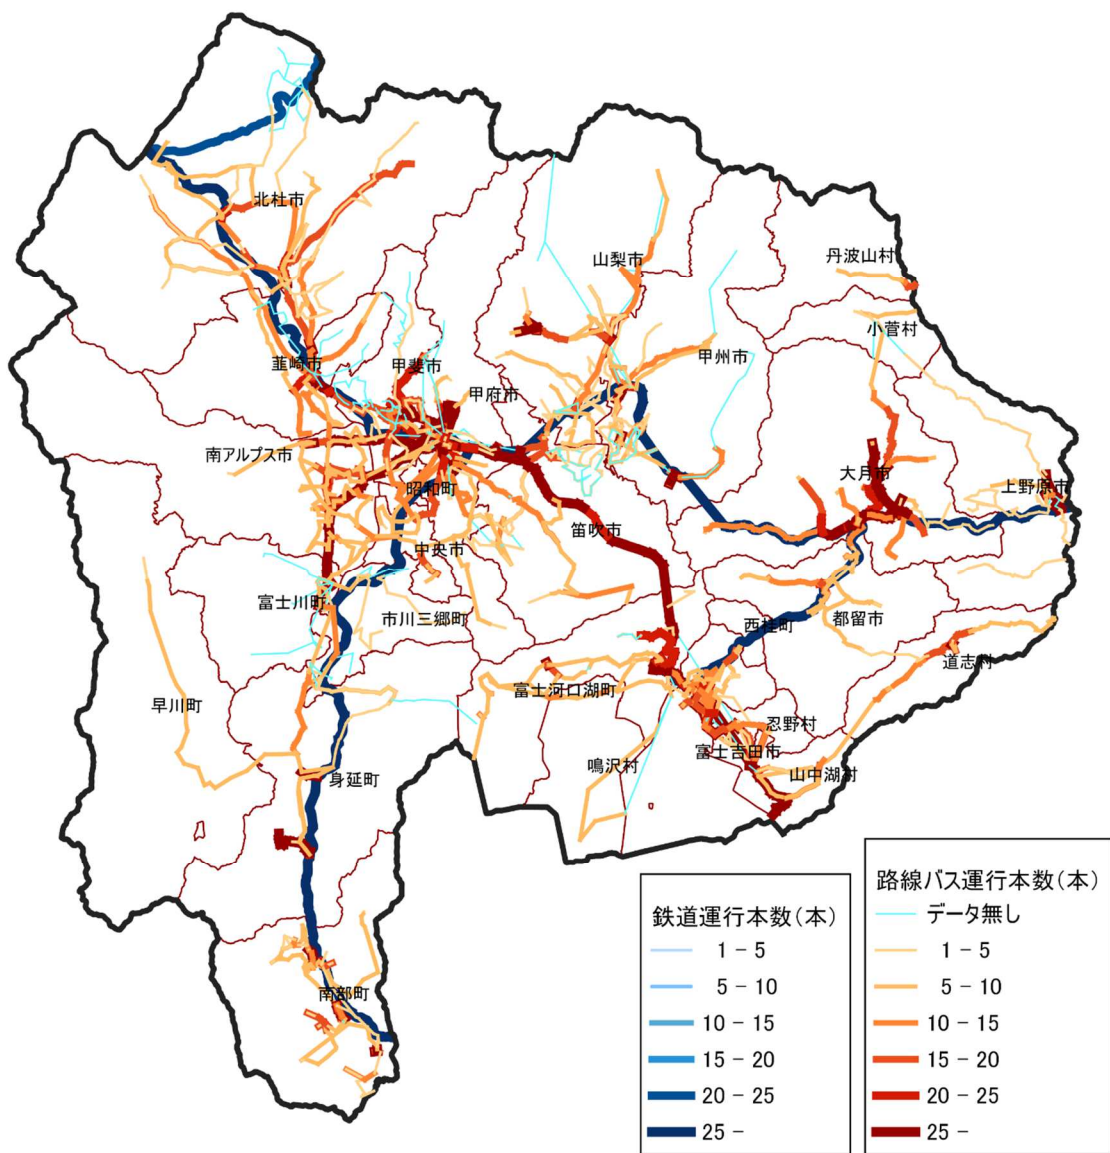 北杜市
山梨市
丹波山村
小菅村
韮崎市
甲斐市
甲府市
甲州市
南アルプス市
昭和町
大月市
上野原市
笛吹市
中央市
富士川町
市川三郷町
西桂町
都留市
道志村
早川町
富士河口湖町
忍野村
富士吉田市
鳴沢村
山中湖村
身延町
南部町
鉄道運行本数(本)
1 - 5
5 - 10
10 - 15
15 - 20
20 - 25
25 -
路線バス運行本数(本)
データ無し
1 - 5
5 - 10
10 - 15
15 - 20
20 - 25
25 -